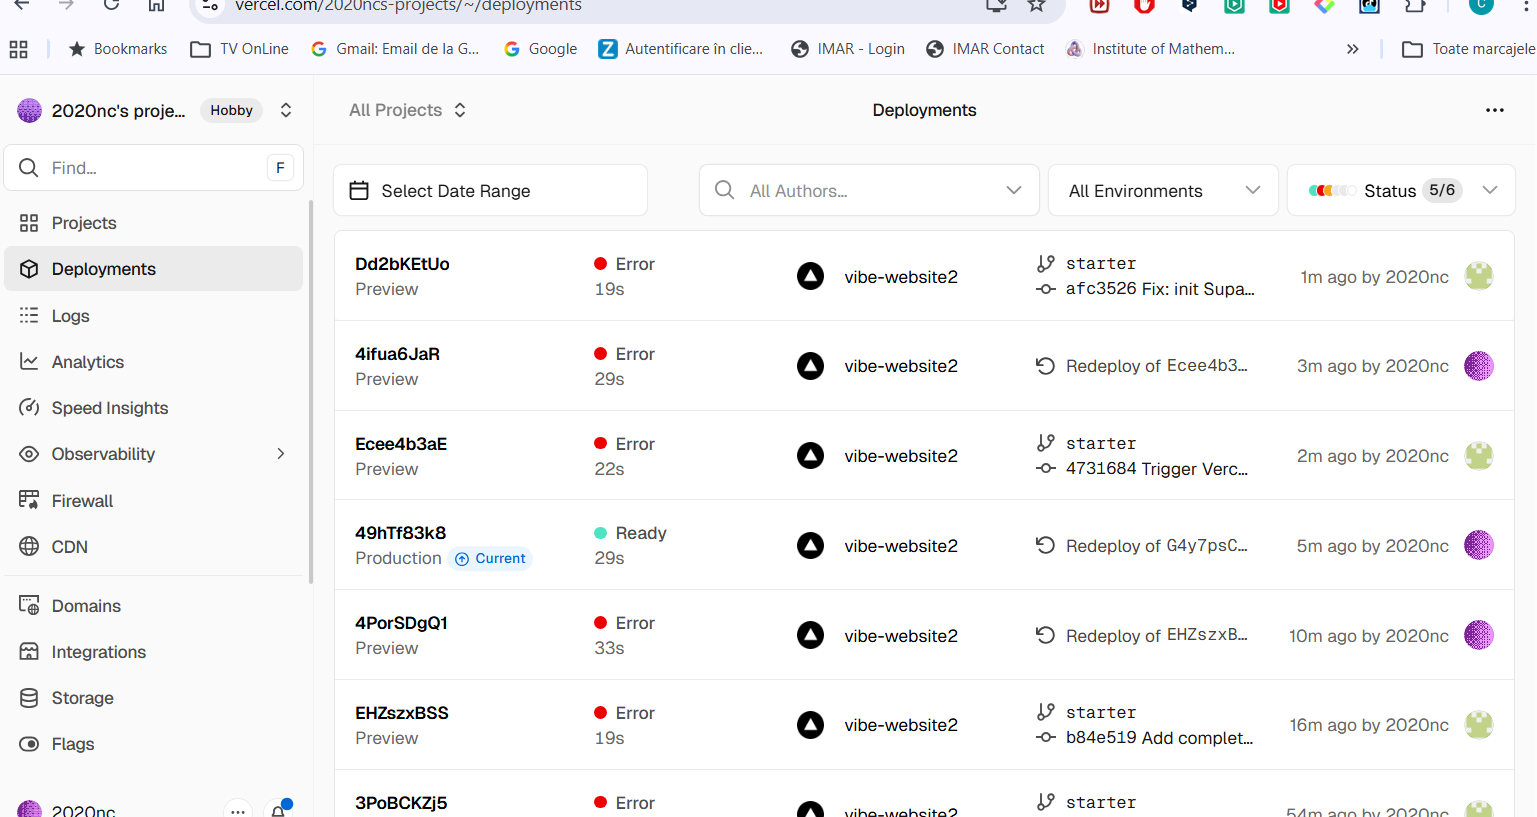 vercel.com/2020ncs-projects/~/deployments
Bookmarks
TV OnLine
Gmail: Email de la G...
Google
Z
Autentificare în clie...
IMAR - Login
IMAR Contact
Institute of Mathem...
Toate marcajele
2020nc's proje...
Hobby
Find...
F
Projects
Deployments
Logs
Analytics
Speed Insights
Observability
Firewall
CDN
Domains
Integrations
Storage
Flags
2020nc
All Projects
Deployments
Select Date Range
All Authors...
All Environments
Status 5/6
Dd2bKEtUo
Preview
Error
19s
vibe-website2
starter
afc3526 Fix: init Supa...
1m ago by 2020nc
4ifua6JaR
Preview
Error
29s
vibe-website2
Redeploy of Ecee4b3...
3m ago by 2020nc
Ecee4b3aE
Preview
Error
22s
vibe-website2
starter
4731684 Trigger Verc...
2m ago by 2020nc
49hTf83k8
Production Current
Ready
29s
vibe-website2
Redeploy of G4y7psC...
5m ago by 2020nc
4PorSDgQ1
Preview
Error
33s
vibe-website2
Redeploy of EHZszxB...
10m ago by 2020nc
EHZszxBSS
Preview
Error
19s
vibe-website2
starter
b84e519 Add complet...
16m ago by 2020nc
3PoBCKZj5
Error
vibe-website2
starter
54m ago by 2020nc